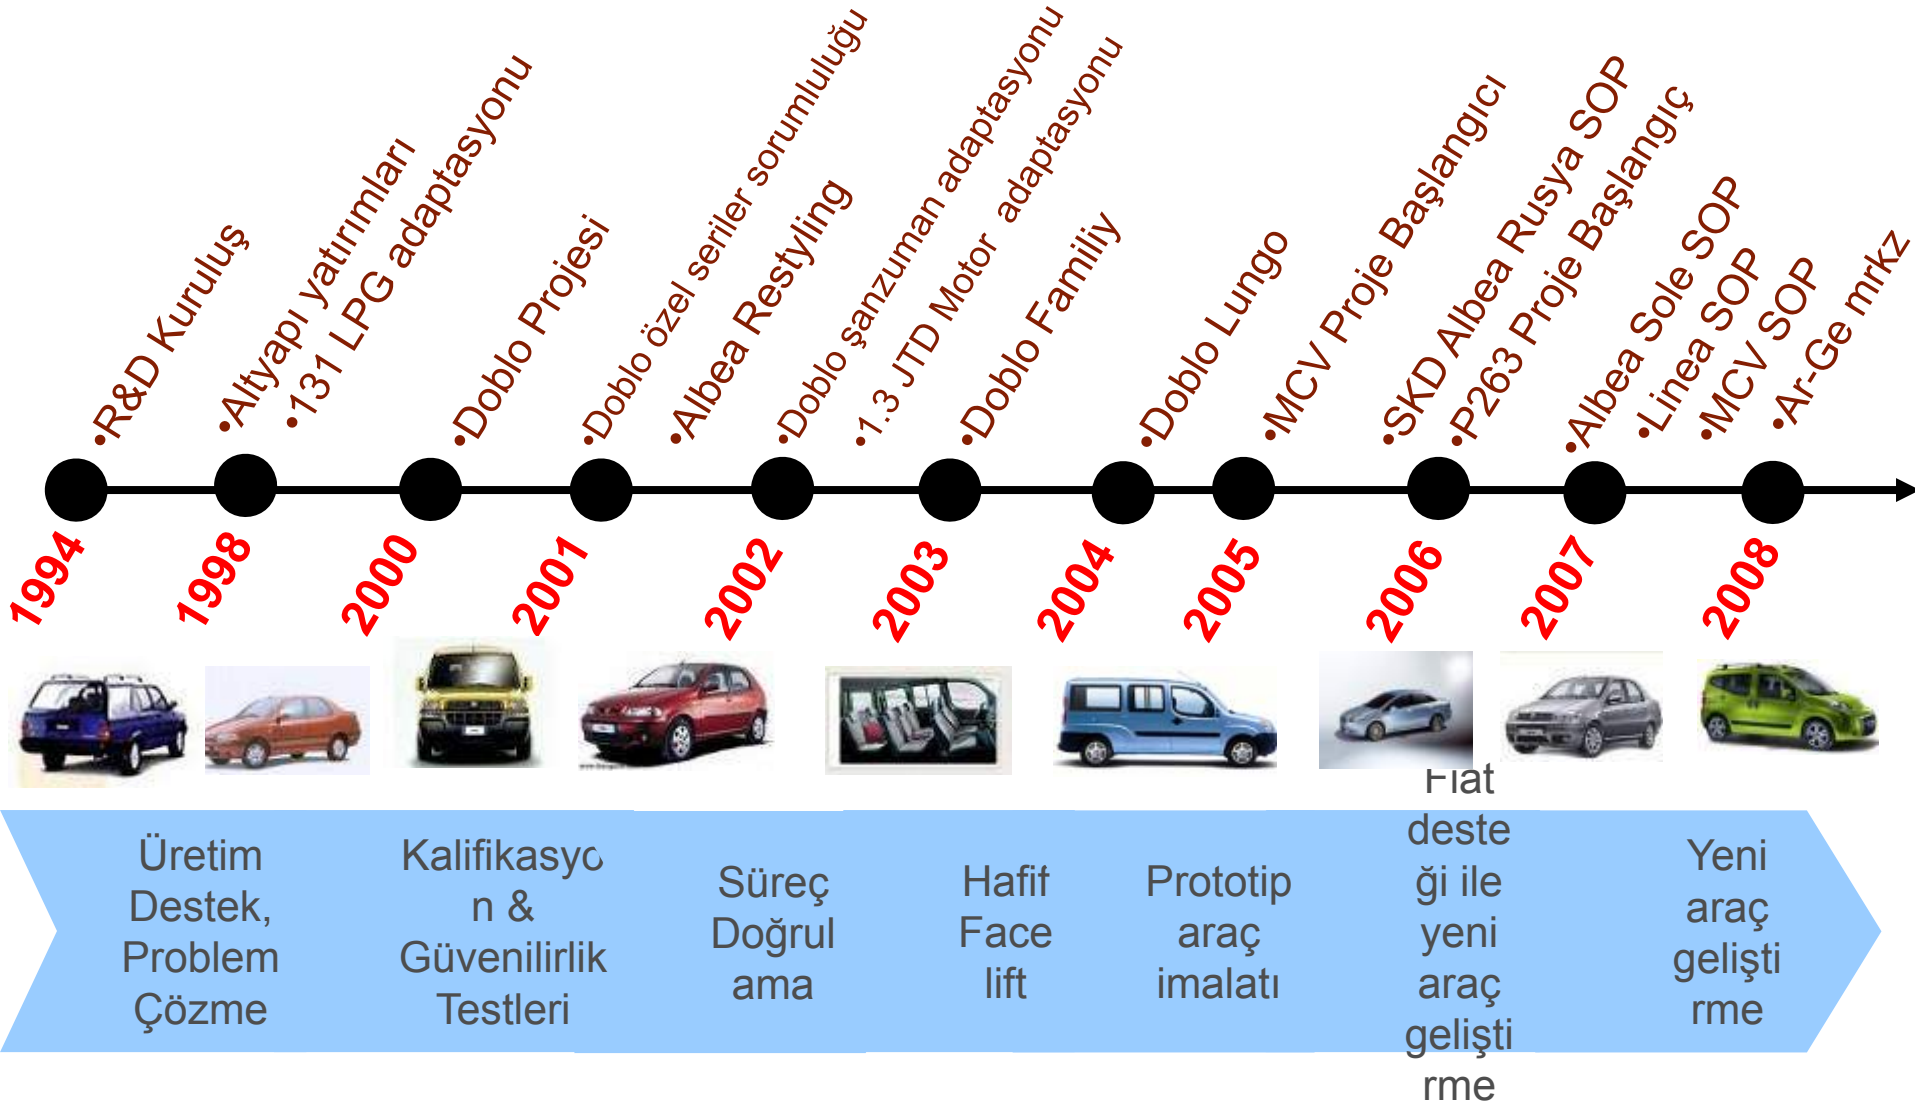 •R&D Kuruluş
•Altyapı yatırımları
•131 LPG adaptasyonu
•Doblo Projesi
•Doblo özel seriler sorumluluğu
•Albea Restyling
•Doblo şanzuman adaptasyonu
•1.3 JTD Motor adaptasyonu
•Doblo Familiy
•Doblo Lungo
•MCV Proje Başlangıcı
•SKD Albea Rusya SOP
•P263 Proje Başlangıç
•Albea Sole SOP
•Linea SOP
•MCV SOP
•Ar-Ge mrkz
1994
1998
2000
2001
2002
2003
2004
2005
2006
2007
2008
Üretim
Destek,
Problem
Çözme
Kalifikasyo
n &
Güvenilirlik
Testleri
Süreç
Doğrul
ama
Hafif
Face
lift
Prototip
araç
imalatı
Fiat
deste
ği ile
yeni
araç
gelişti
rme
Yeni
araç
gelişti
rme